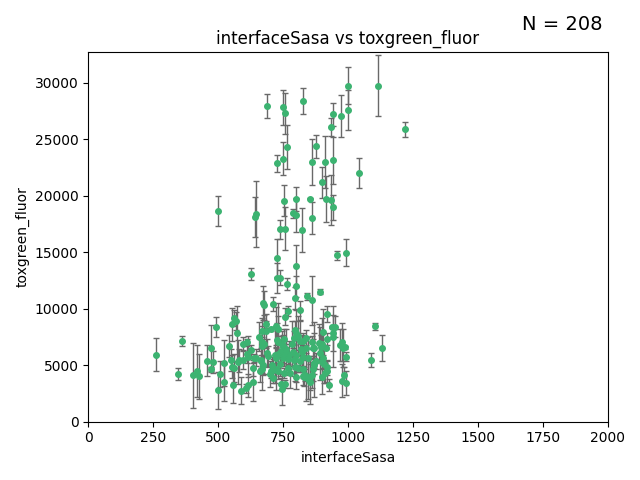 N = 208
interfaceSasa vs toxgreen_fluor
30000
25000
20000
15000
10000
5000
0
toxgreen_fluor
0 250 500 750 1000 1250 1500 1750 2000
interfaceSasa